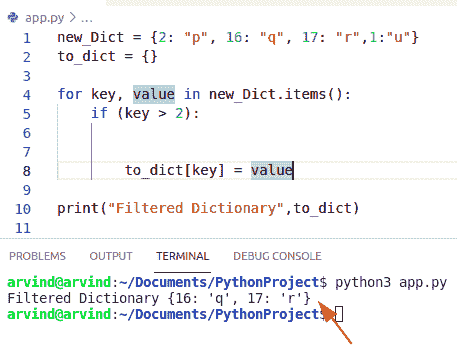 app.py > ...
1 new_Dict = {2: "p", 16: "q", 17: "r",1:"u"}
2 to_dict = {}
3
4 for key, value in new_Dict.items():
5     if (key > 2):
6
7
8         to_dict[key] = value
9
10 print("Filtered Dictionary",to_dict)
11
PROBLEMS OUTPUT TERMINAL DEBUG CONSOLE
arvind@arvind:~/Documents/PythonProject$ python3 app.py
Filtered Dictionary {16: 'q', 17: 'r'}
arvind@arvind:~/Documents/PythonProject$